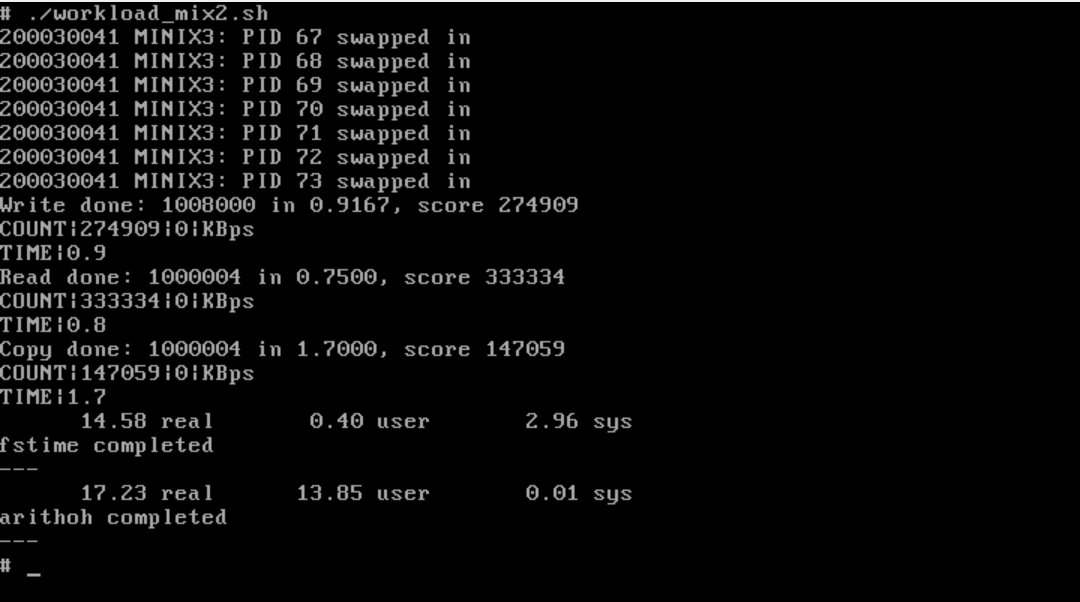 # ./workload_mix2.sh
200030041 MINIX3: PID 67 swapped in
200030041 MINIX3: PID 68 swapped in
200030041 MINIX3: PID 69 swapped in
200030041 MINIX3: PID 70 swapped in
200030041 MINIX3: PID 71 swapped in
200030041 MINIX3: PID 72 swapped in
200030041 MINIX3: PID 73 swapped in
Write done: 1008000 in 0.9167, score 274909
COUNT|274909|0|KBps
TIME|0.9
Read done: 1000004 in 0.7500, score 333334
COUNT|333334|0|KBps
TIME|0.8
Copy done: 1000004 in 1.7000, score 147059
COUNT|147059|0|KBps
TIME|1.7
14.58 real 0.40 user 2.96 sys
fstime completed
---
17.23 real 13.85 user 0.01 sys
arithoh completed
---
# _